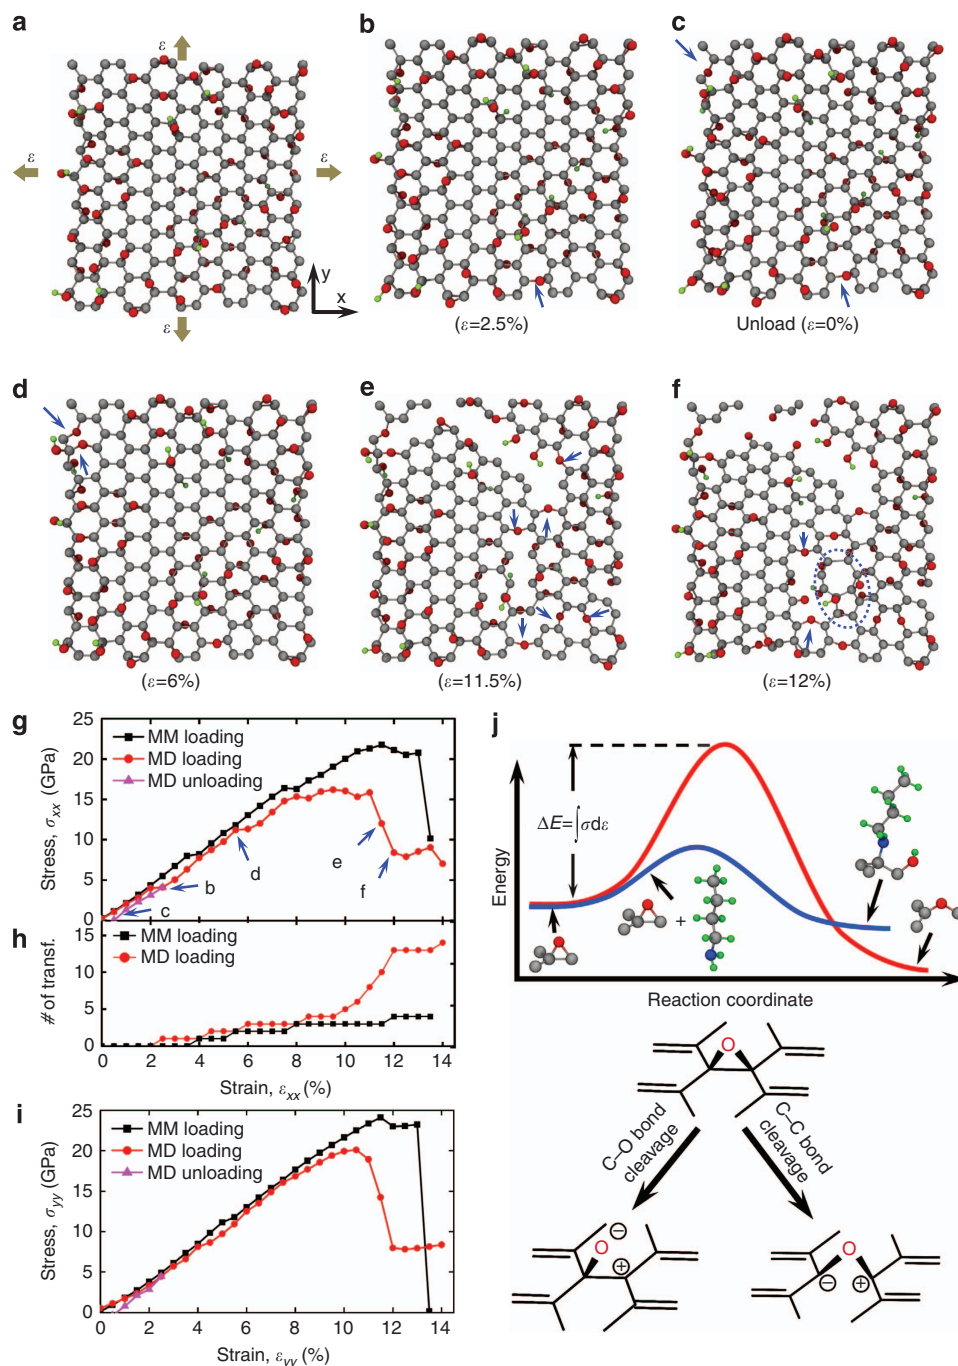 a
ε
ε
ε
ε
y
x
b
(ε=2.5%)
c
Unload (ε=0%)
d
(ε=6%)
e
(ε=11.5%)
f
(ε=12%)
g
Stress, σxx (GPa)
25
20
15
10
5
0
MM loading
MD loading
MD unloading
b
c
d
e
f
h
# of transf.
15
10
5
0
MM loading
MD loading
0 2 4 6 8 10 12 14
Strain, εxx (%)
i
Stress, σyy (GPa)
25
20
15
10
5
0
MM loading
MD loading
MD unloading
0 2 4 6 8 10 12 14
Strain, εyy (%)
j
Energy
ΔE=∫σdε
+
Reaction coordinate
O
C–O bond
cleavage
C–C bond
cleavage
O
−
+
O
−
+